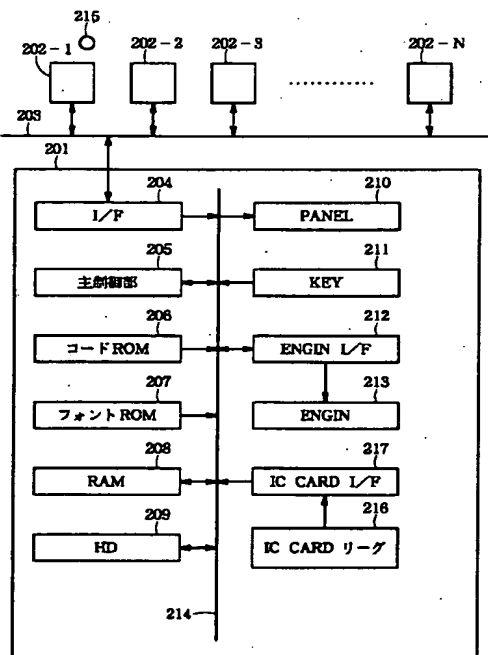 215
202-1
202-2
202-3
202-N
203
201
204
I/F
210
PANEL
205
主制御部
211
KEY
206
コードROM
212
ENGIN I/F
207
フォントROM
213
ENGIN
208
RAM
217
IC CARD I/F
209
HD
216
IC CARD リーグ
214